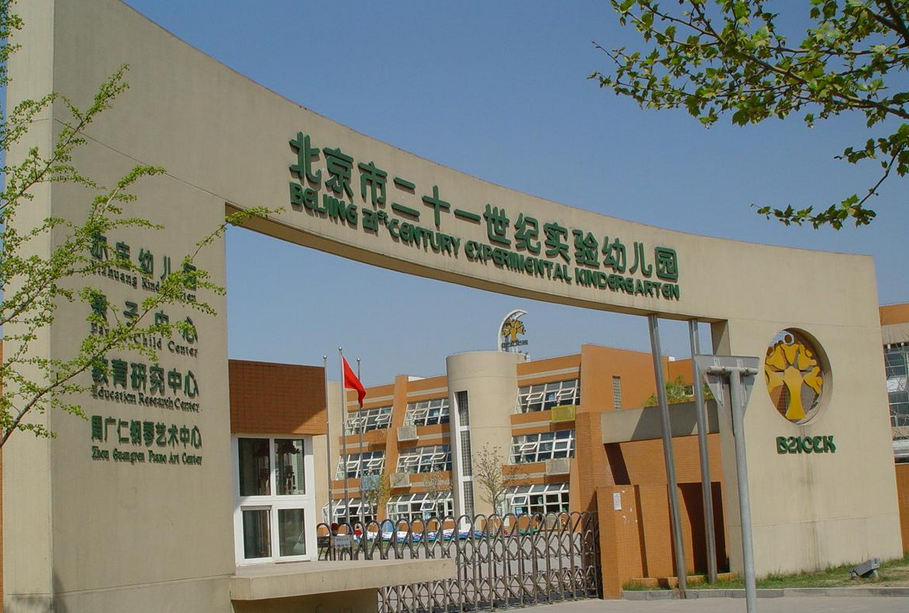 北京市二十一世纪实验幼儿园
BEIJING 21ST CENTURY EXPERIMENTAL KINDERGARTEN
幼儿园
子中心
Child Center
教育研究中心
Education Research Center
周广仁钢琴艺术中心
Zhou Guangren Piano Art Center
B21CEK